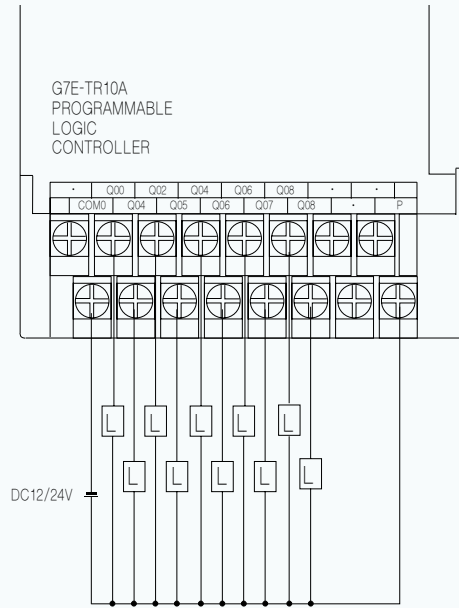 G7E-TR10A
PROGRAMMABLE
LOGIC
CONTROLLER
· Q00 Q02 Q04 Q06 Q08 · ·
COM0 Q04 Q05 Q06 Q07 Q08 · P
L L L L L
L L L L L
DC12/24V